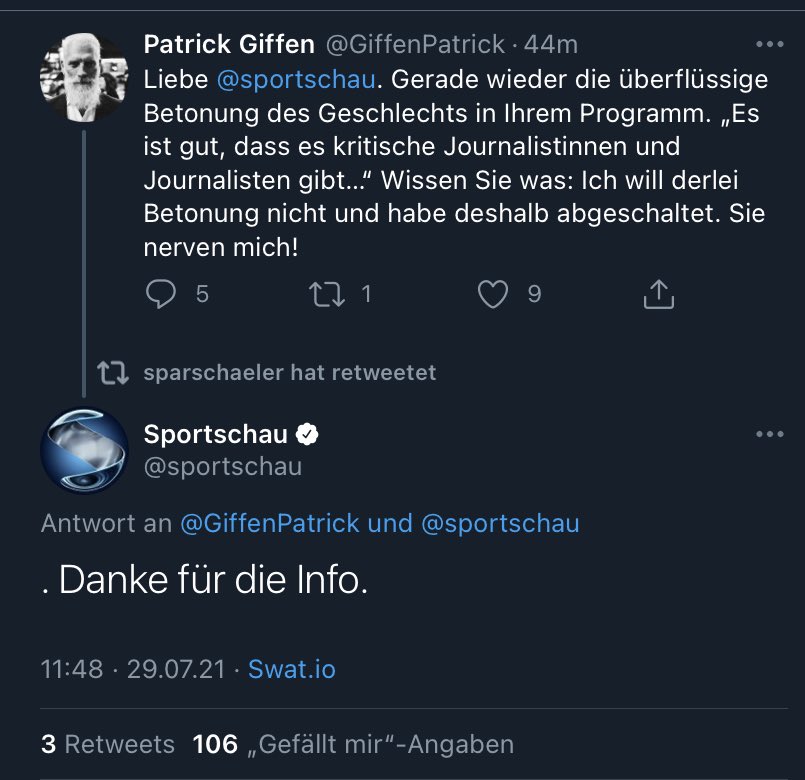 Patrick Giffen @GiffenPatrick · 44m
Liebe @sportschau. Gerade wieder die überflüssige
Betonung des Geschlechts in Ihrem Programm. „Es
ist gut, dass es kritische Journalistinnen und
Journalisten gibt...“ Wissen Sie was: Ich will derlei
Betonung nicht und habe deshalb abgeschaltet. Sie
nerven mich!
5 1 9
sparschaeler hat retweetet
Sportschau
@sportschau
Antwort an @GiffenPatrick und @sportschau
. Danke für die Info.
11:48 · 29.07.21 · Swat.io
3 Retweets 106 „Gefällt mir“-Angaben